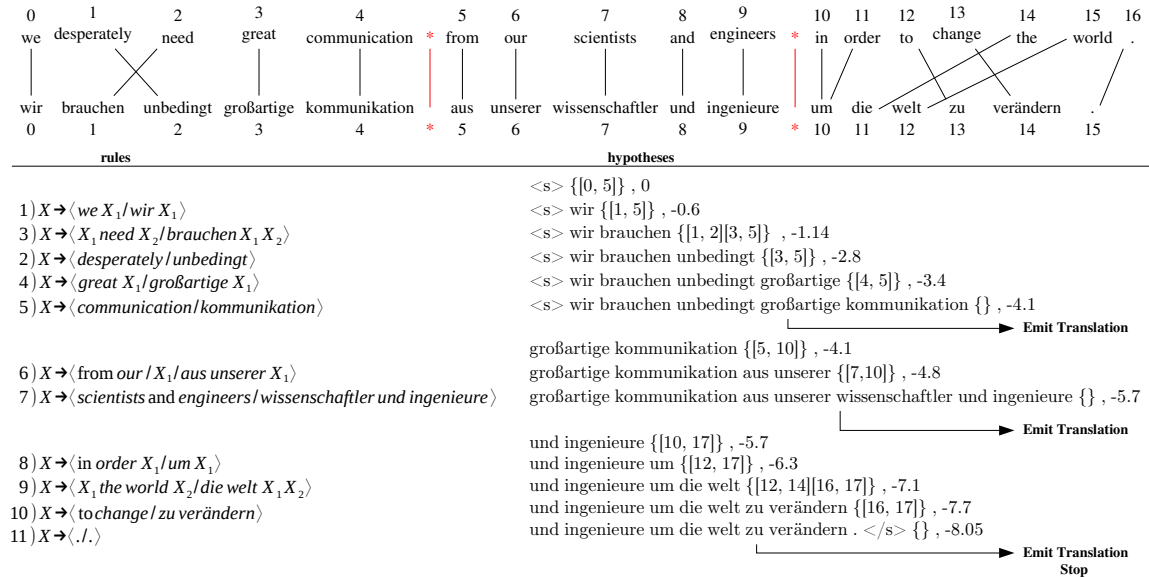 0 1 2 3 4 5 6 7 8 9 10 11 12 13 14 15 16
we desperately need great communication * from our scientists and engineers * in order to change the world .
wir brauchen unbedingt großartige kommunikation * aus unserer wissenschaftler und ingenieure * um die welt zu verändern .
0 1 2 3 4 * 5 6 7 8 9 * 10 11 12 13 14 15
rules hypotheses
<s> {[0, 5]} , 0
1) X → ⟨we X₁/wir X₁⟩ <s> wir {[1, 5]} , -0.6
3) X → ⟨X₁ need X₂/brauchen X₁ X₂⟩ <s> wir brauchen {[1, 2][3, 5]} , -1.14
2) X → ⟨desperately/unbedingt⟩ <s> wir brauchen unbedingt {[3, 5]} , -2.8
4) X → ⟨great X₁/großartige X₁⟩ <s> wir brauchen unbedingt großartige {[4, 5]} , -3.4
5) X → ⟨communication/kommunikation⟩ <s> wir brauchen unbedingt großartige kommunikation {} , -4.1
Emit Translation
großartige kommunikation {[5, 10]} , -4.1
6) X → ⟨from our / X₁/aus unserer X₁⟩ großartige kommunikation aus unserer {[7,10]} , -4.8
7) X → ⟨scientists and engineers/wissenschaftler und ingenieure⟩ großartige kommunikation aus unserer wissenschaftler und ingenieure {} , -5.7
Emit Translation
und ingenieure {[10, 17]} , -5.7
8) X → ⟨in order X₁/um X₁⟩ und ingenieure um {[12, 17]} , -6.3
9) X → ⟨X₁ the world X₂/die welt X₁ X₂⟩ und ingenieure um die welt {[12, 14][16, 17]} , -7.1
10) X → ⟨to change/zu verändern⟩ und ingenieure um die welt zu verändern {[16, 17]} , -7.7
11) X → ⟨./.⟩ und ingenieure um die welt zu verändern . </s> {} , -8.05
Emit Translation
Stop